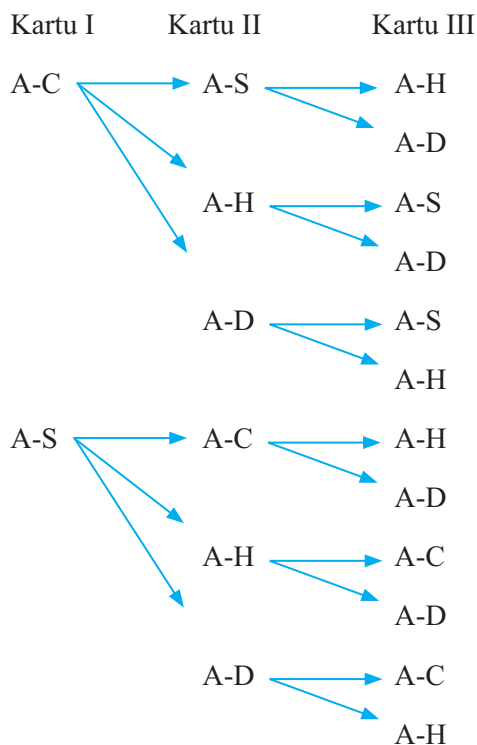 Kartu I Kartu II Kartu III
A-C A-S A-H
A-D
A-H A-S
A-D
A-D A-S
A-H
A-S A-C A-H
A-D
A-H A-C
A-D
A-D A-C
A-H